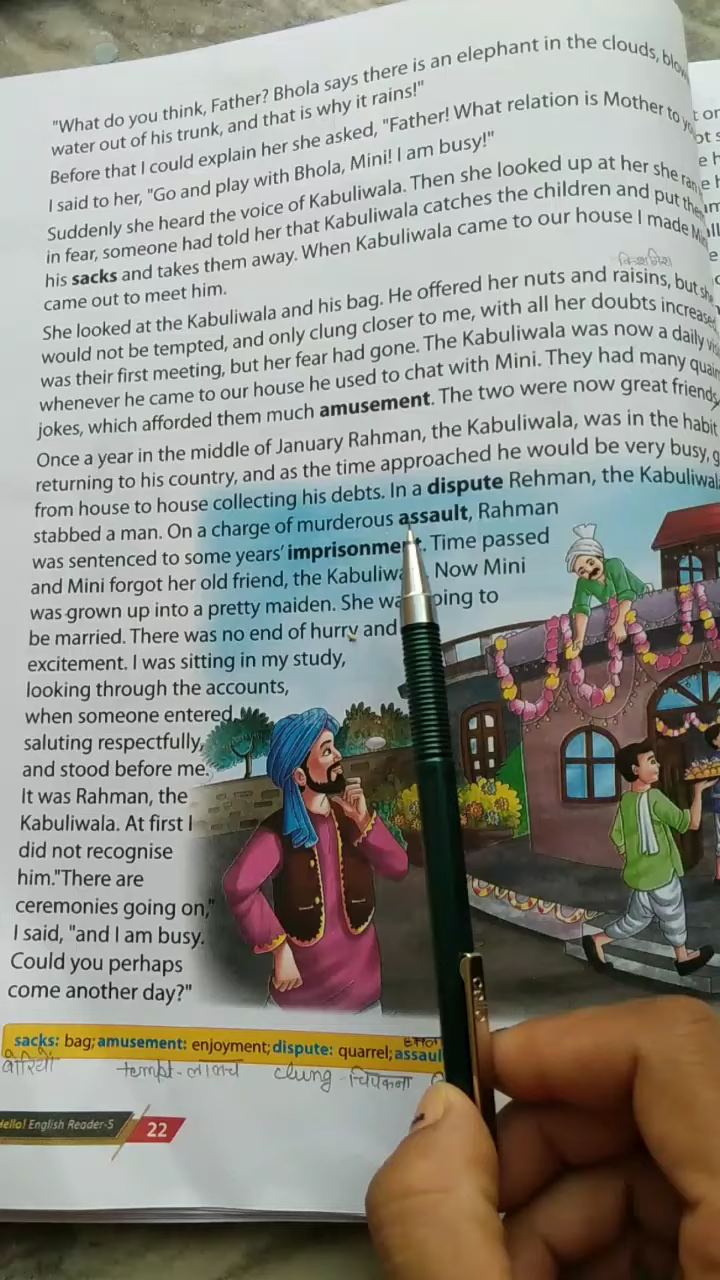 "What do you think, Father? Bhola says there is an elephant in the clouds,
water out of his trunk, and that is why it rains!"
Before that I could explain her she asked, "Father! What relation is Mother to
I said to her, "Go and play with Bhola, Mini! I am busy!"
Suddenly she heard the voice of Kabuliwala. Then she looked up at her she ran
in fear, someone had told her that Kabuliwala catches the children and put
his sacks and takes them away. When Kabuliwala came to our house I made
came out to meet him.
किशमिश
She looked at the Kabuliwala and his bag. He offered her nuts and raisins, but
would not be tempted, and only clung closer to me, with all her doubts
was their first meeting, but her fear had gone. The Kabuliwala was now a daily
whenever he came to our house he used to chat with Mini. They had many
jokes, which afforded them much amusement. The two were now great friends
Once a year in the middle of January Rahman, the Kabuliwala, was in the habit
returning to his country, and as the time approached he would be very busy,
from house to house collecting his debts. In a dispute Rehman, the
stabbed a man. On a charge of murderous assault, Rahman
was sentenced to some years' Time passed
and Mini forgot her old friend, the Now Mini
was grown up into a pretty maiden. She to
be married. There was no end of hurry and
excitement. I was sitting in my study,
looking through the accounts,
when someone entered,
saluting respectfully,
and stood before me.
It was Rahman, the
Kabuliwala. At first I
did not recognise
him."There are
ceremonies going on,"
I said, "and I am busy.
Could you perhaps
come another day?"
sacks: bag; amusement: enjoyment; dispute: quarrel;
बोरियाँ tempt-लालच clung-चिपकना
Hello! English Reader-5
22